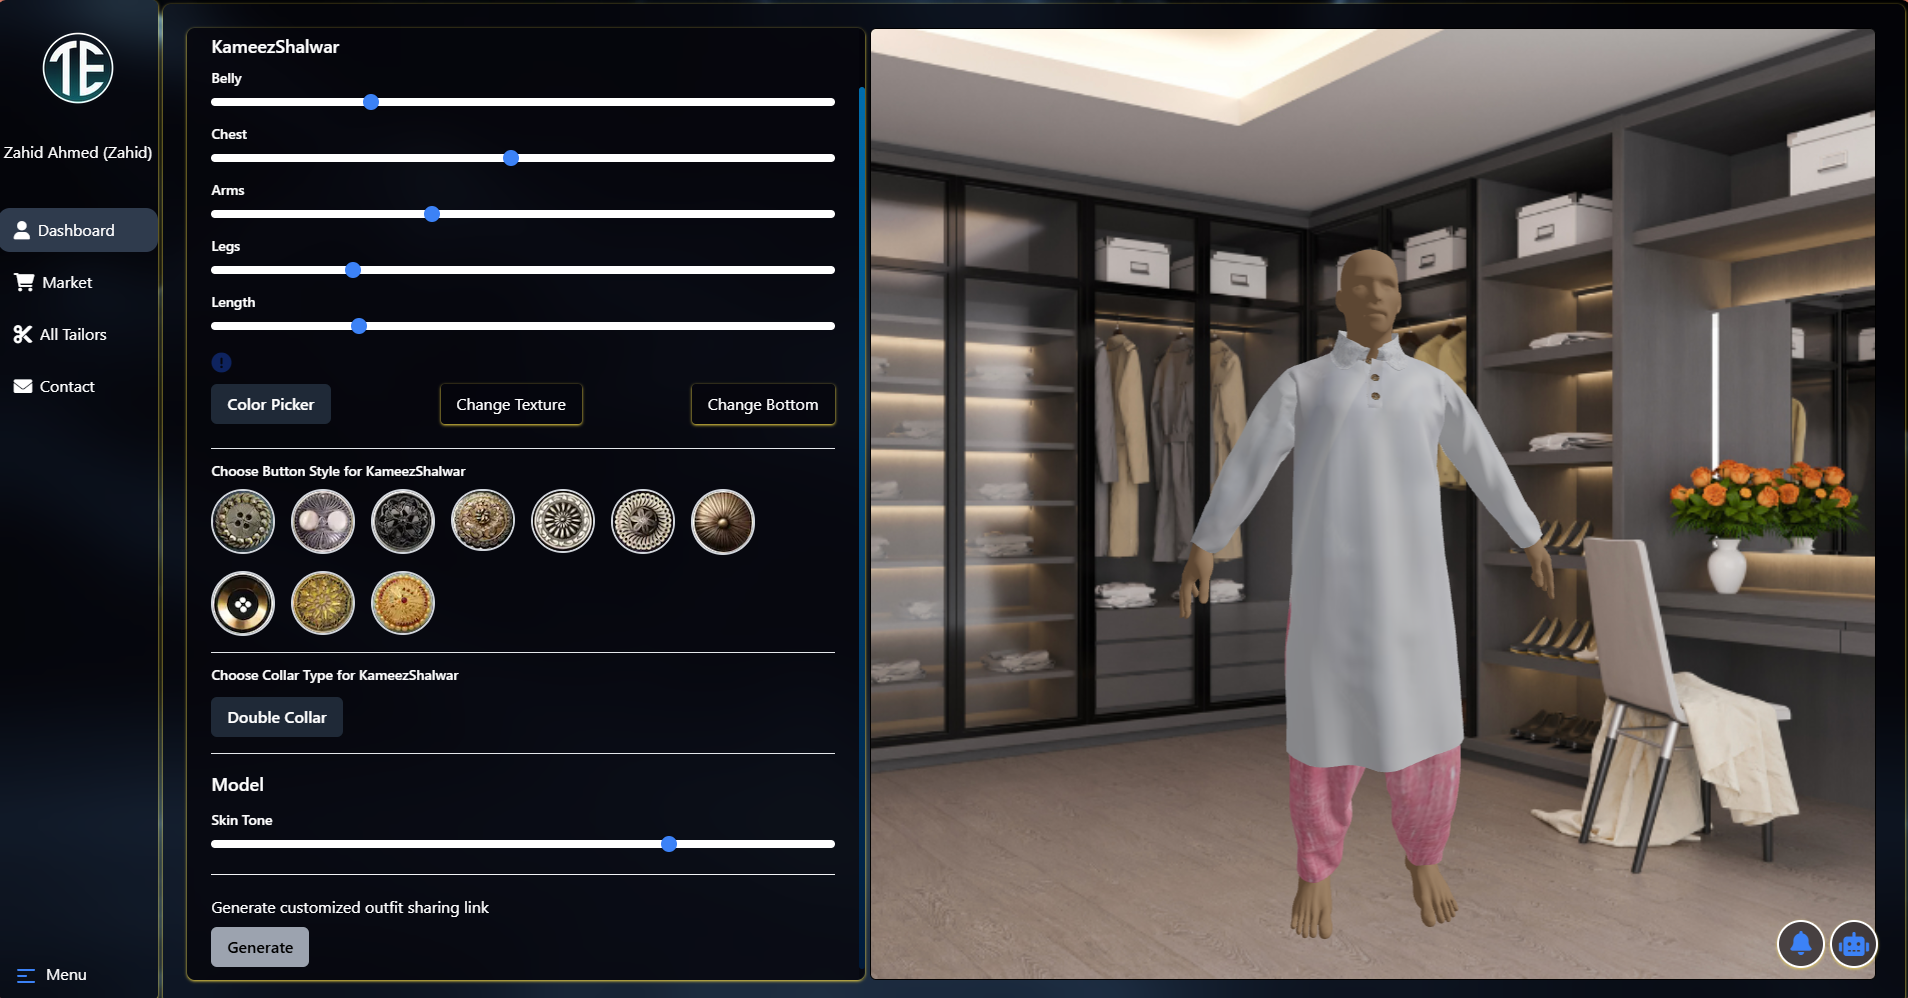 TE
Zahid Ahmed (Zahid)
Dashboard
Market
All Tailors
Contact
Menu
KameezShalwar
Belly
Chest
Arms
Legs
Length
!
Color Picker
Change Texture
Change Bottom
Choose Button Style for KameezShalwar
Choose Collar Type for KameezShalwar
Double Collar
Model
Skin Tone
Generate customized outfit sharing link
Generate